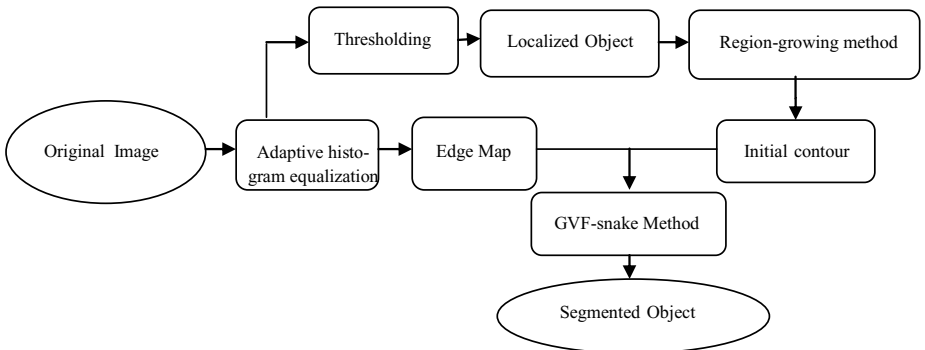 Thresholding
Localized Object
Region-growing method
Original Image
Adaptive histo-
gram equalization
Edge Map
Initial contour
GVF-snake Method
Segmented Object